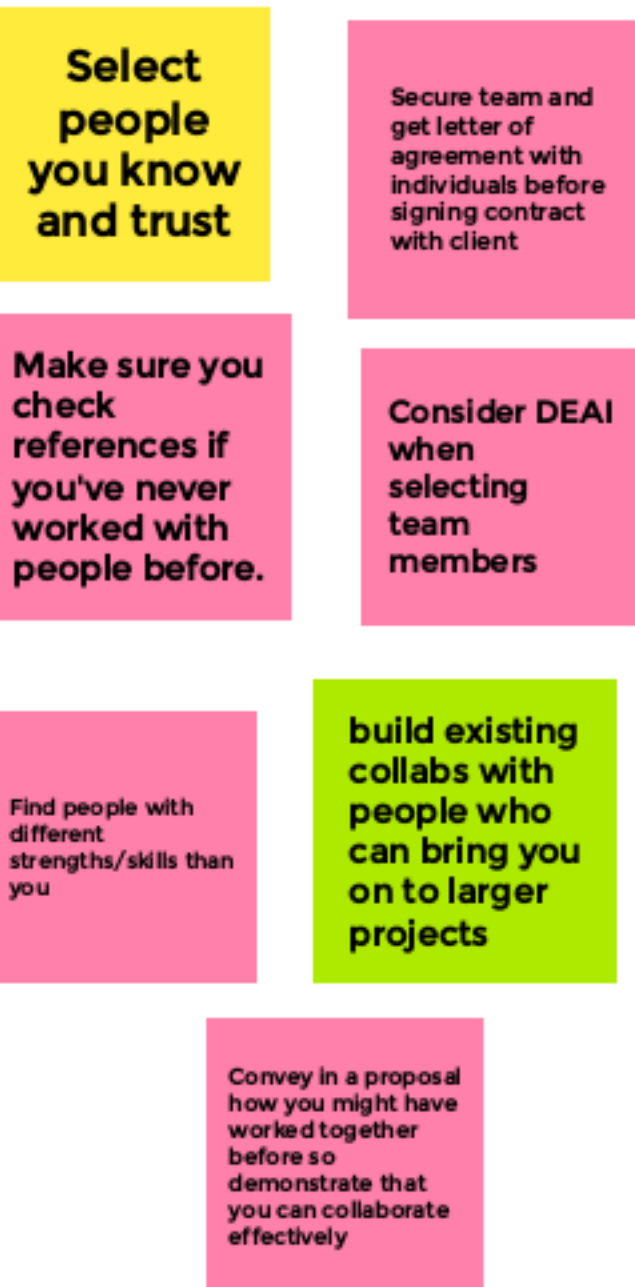 Select
people
you know
and trust
Secure team and
get letter of
agreement with
individuals before
signing contract
with client
Make sure you
check
references if
you've never
worked with
people before.
Consider DEAI
when
selecting
team
members
Find people with
different
strengths/skills than
you
build existing
collabs with
people who
can bring you
on to larger
projects
Convey in a proposal
how you might have
worked together
before so
demonstrate that
you can collaborate
effectively